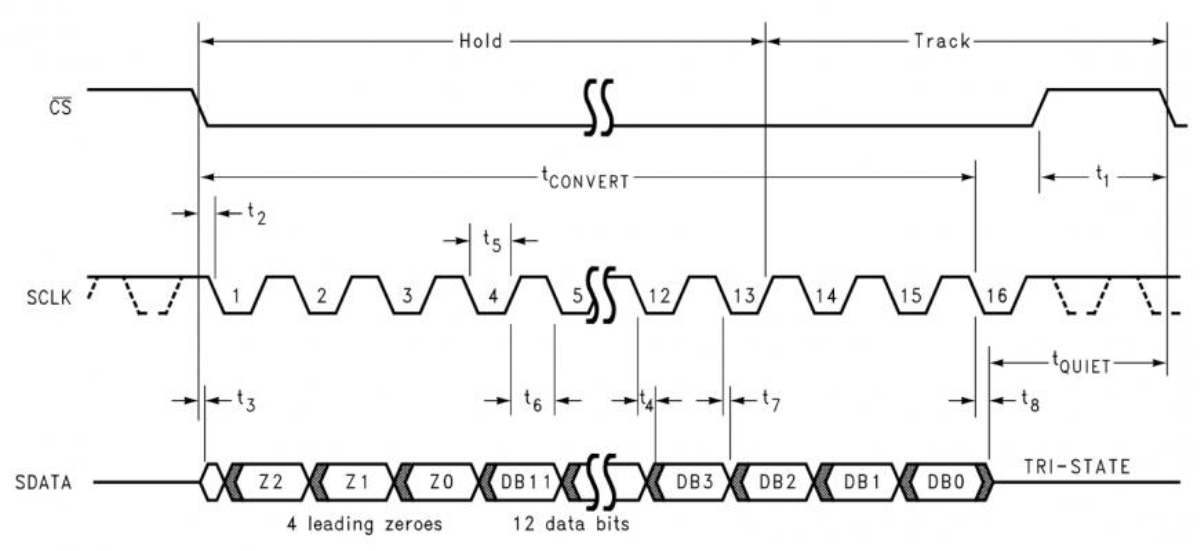 Hold Track
C̅S̅
tCONVERT t1
t2
t5
SCLK 1 2 3 4 5 12 13 14 15 16
tQUIET
t3 t6 t4 t7 t8
SDATA Z2 Z1 Z0 DB11 DB3 DB2 DB1 DB0 TRI-STATE
4 leading zeroes 12 data bits